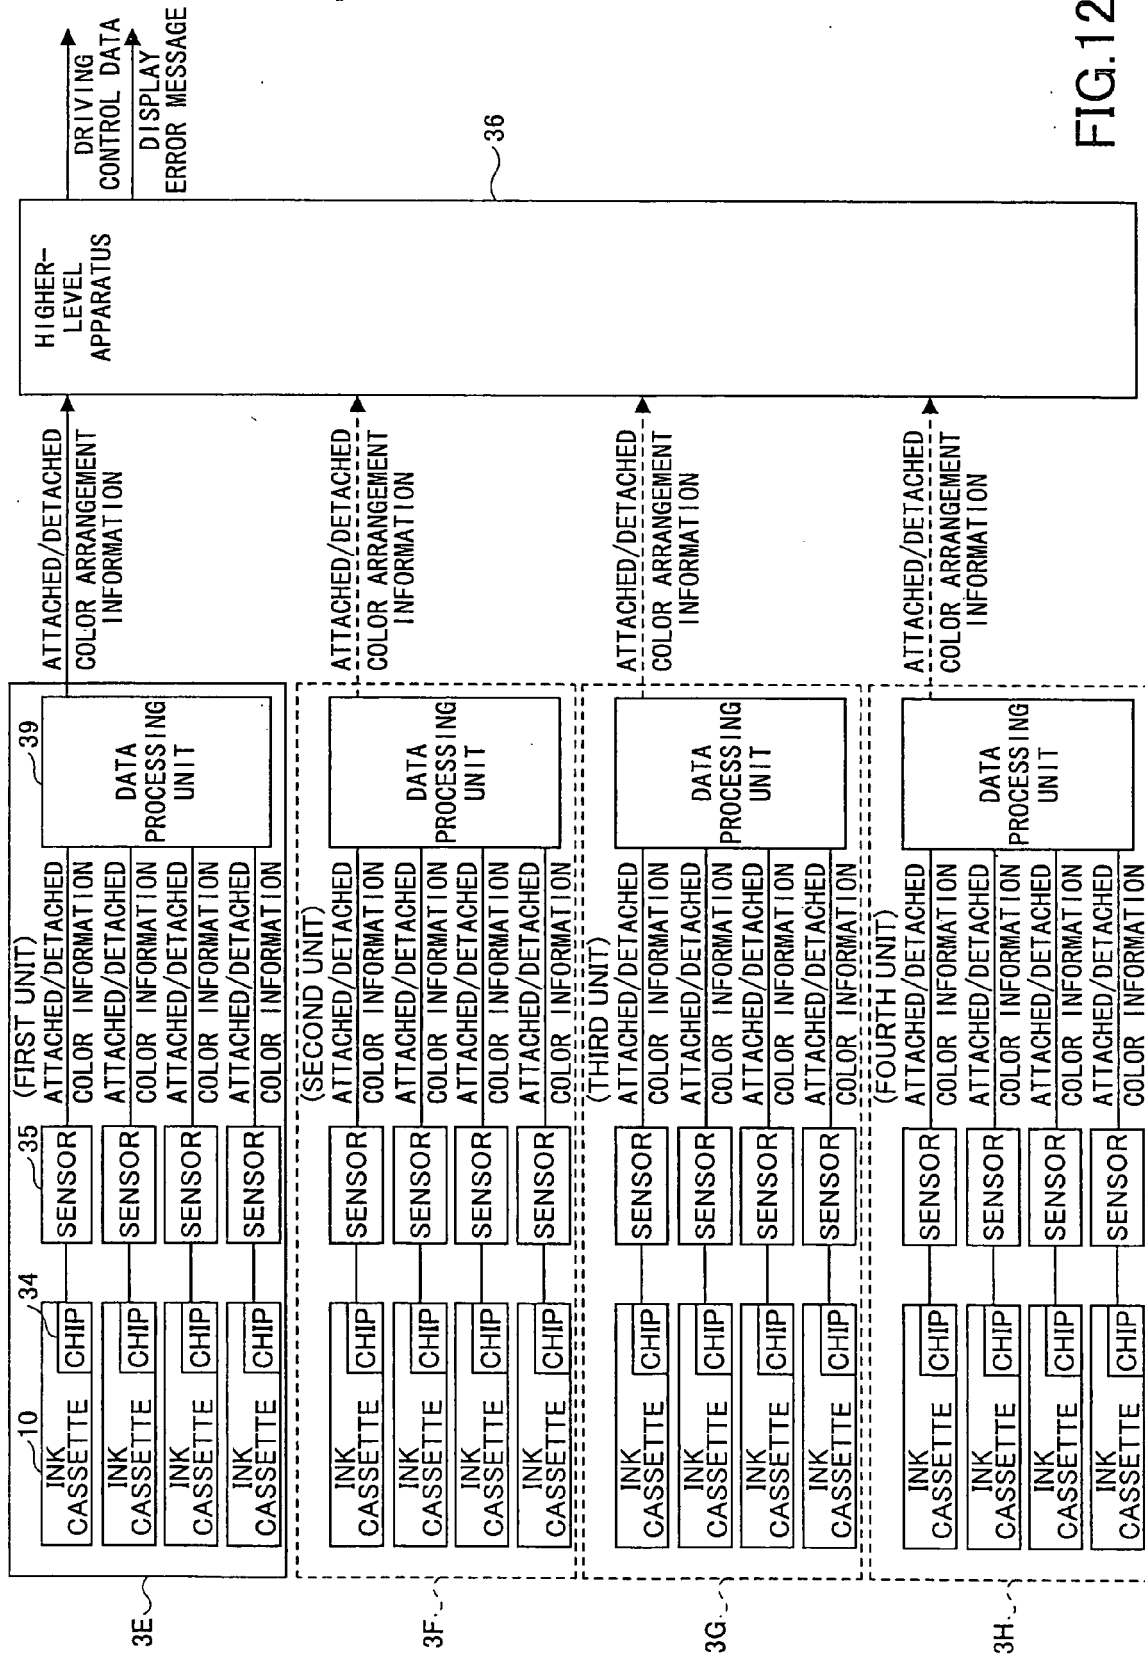 (FIRST UNIT)
10
34
35
39
INK
CASSETTE
CHIP
SENSOR
ATTACHED/DETACHED
COLOR INFORMATION
INK
CASSETTE
CHIP
SENSOR
ATTACHED/DETACHED
COLOR INFORMATION
INK
CASSETTE
CHIP
SENSOR
ATTACHED/DETACHED
COLOR INFORMATION
INK
CASSETTE
CHIP
SENSOR
ATTACHED/DETACHED
COLOR INFORMATION
DATA
PROCESSING
UNIT
ATTACHED/DETACHED
COLOR ARRANGEMENT
INFORMATION
3E
(SECOND UNIT)
INK
CASSETTE
CHIP
SENSOR
ATTACHED/DETACHED
COLOR INFORMATION
INK
CASSETTE
CHIP
SENSOR
ATTACHED/DETACHED
COLOR INFORMATION
INK
CASSETTE
CHIP
SENSOR
ATTACHED/DETACHED
COLOR INFORMATION
INK
CASSETTE
CHIP
SENSOR
ATTACHED/DETACHED
COLOR INFORMATION
DATA
PROCESSING
UNIT
ATTACHED/DETACHED
COLOR ARRANGEMENT
INFORMATION
3F
(THIRD UNIT)
INK
CASSETTE
CHIP
SENSOR
ATTACHED/DETACHED
COLOR INFORMATION
INK
CASSETTE
CHIP
SENSOR
ATTACHED/DETACHED
COLOR INFORMATION
INK
CASSETTE
CHIP
SENSOR
ATTACHED/DETACHED
COLOR INFORMATION
INK
CASSETTE
CHIP
SENSOR
ATTACHED/DETACHED
COLOR INFORMATION
DATA
PROCESSING
UNIT
ATTACHED/DETACHED
COLOR ARRANGEMENT
INFORMATION
3G
(FOURTH UNIT)
INK
CASSETTE
CHIP
SENSOR
ATTACHED/DETACHED
COLOR INFORMATION
INK
CASSETTE
CHIP
SENSOR
ATTACHED/DETACHED
COLOR INFORMATION
INK
CASSETTE
CHIP
SENSOR
ATTACHED/DETACHED
COLOR INFORMATION
INK
CASSETTE
CHIP
SENSOR
ATTACHED/DETACHED
COLOR INFORMATION
DATA
PROCESSING
UNIT
ATTACHED/DETACHED
COLOR ARRANGEMENT
INFORMATION
3H
HIGHER-
LEVEL
APPARATUS
36
DRIVING
CONTROL DATA
DISPLAY
ERROR MESSAGE
FIG.12